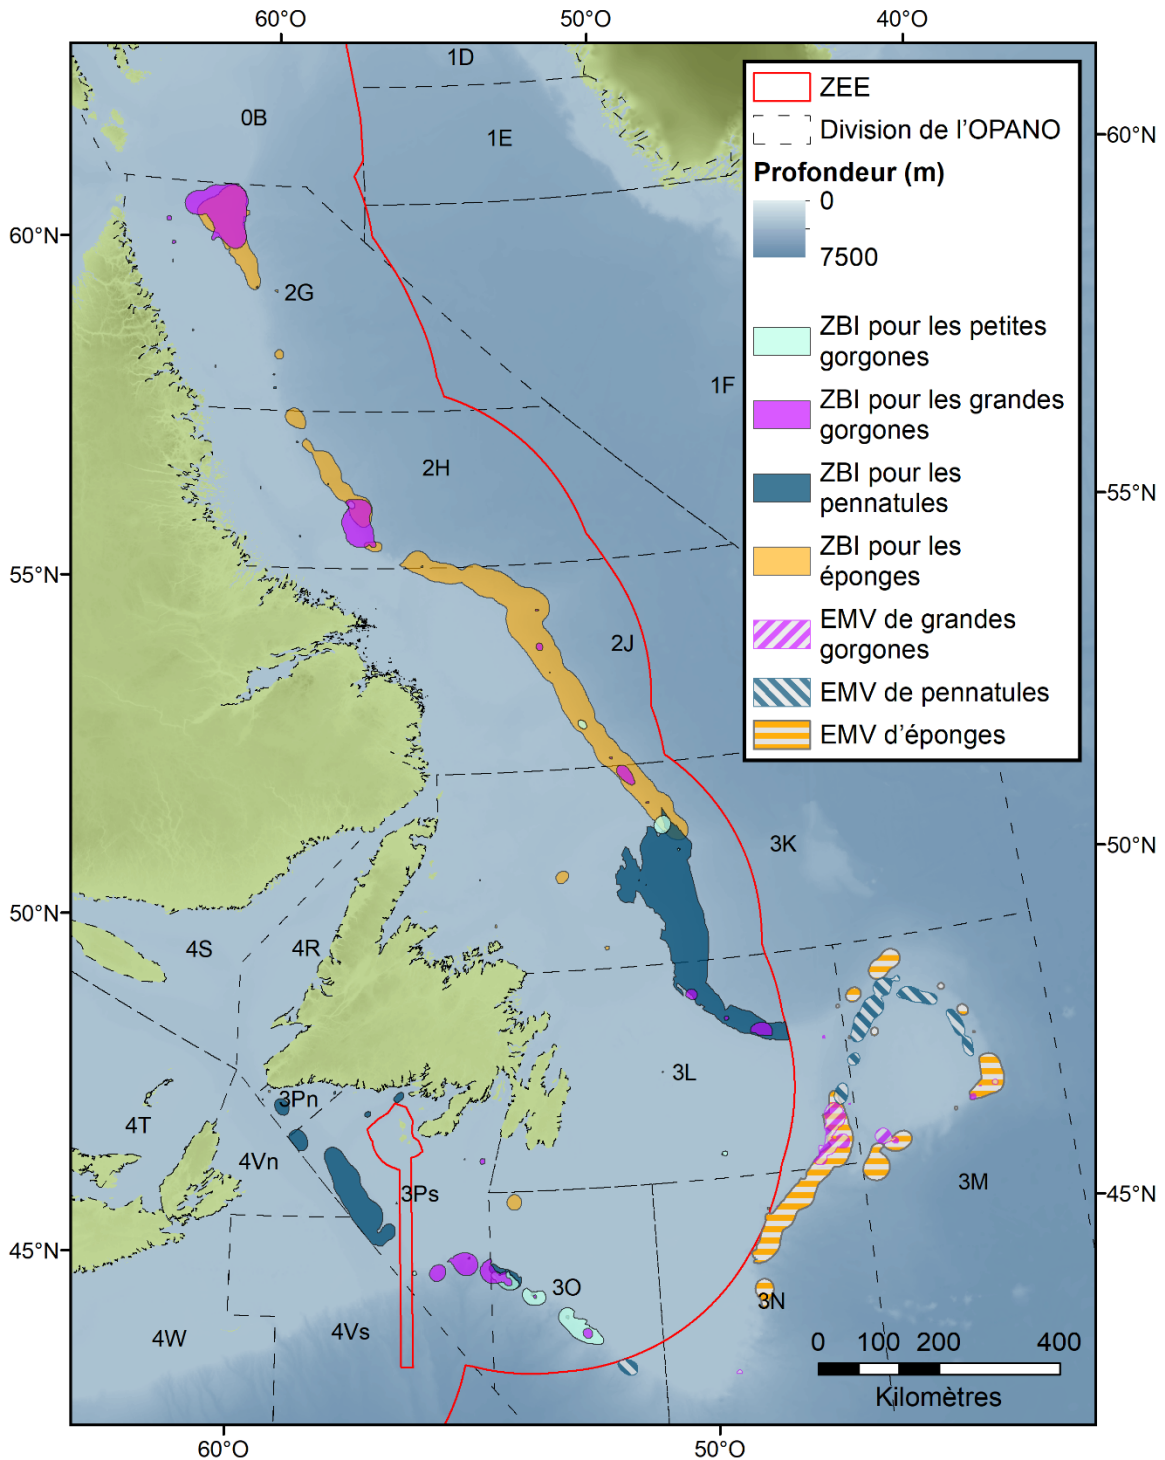 60°O 50°O 40°O
1D
ZEE
0B
Division de l'OPANO
1E
60°N
Profondeur (m)
0
60°N
7500
2G
ZBI pour les petites
gorgones
1F
ZBI pour les grandes
gorgones
2H
ZBI pour les
pennatules
55°N
ZBI pour les
éponges
55°N
EMV de grandes
gorgones
2J
EMV de pennatules
EMV d'éponges
3K
50°N
50°N
4S 4R
3L
3Pn
4T
4Vn
3M
3Ps
45°N
45°N
3O
3N
4W 4Vs
0 100 200 400
Kilomètres
60°O 50°O